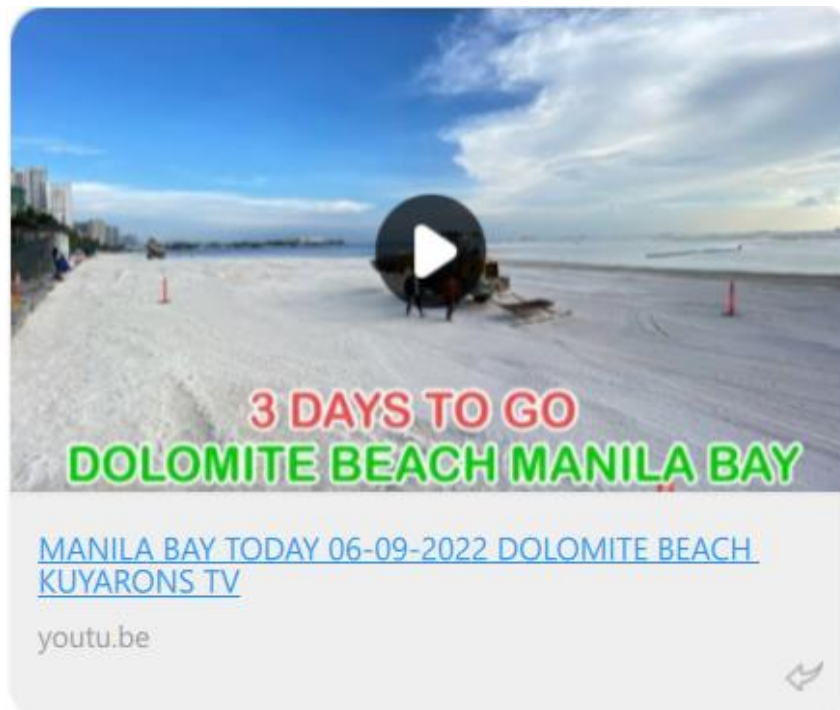 3 DAYS TO GO
DOLOMITE BEACH MANILA BAY
MANILA BAY TODAY 06-09-2022 DOLOMITE BEACH
KUYARONS TV
youtu.be